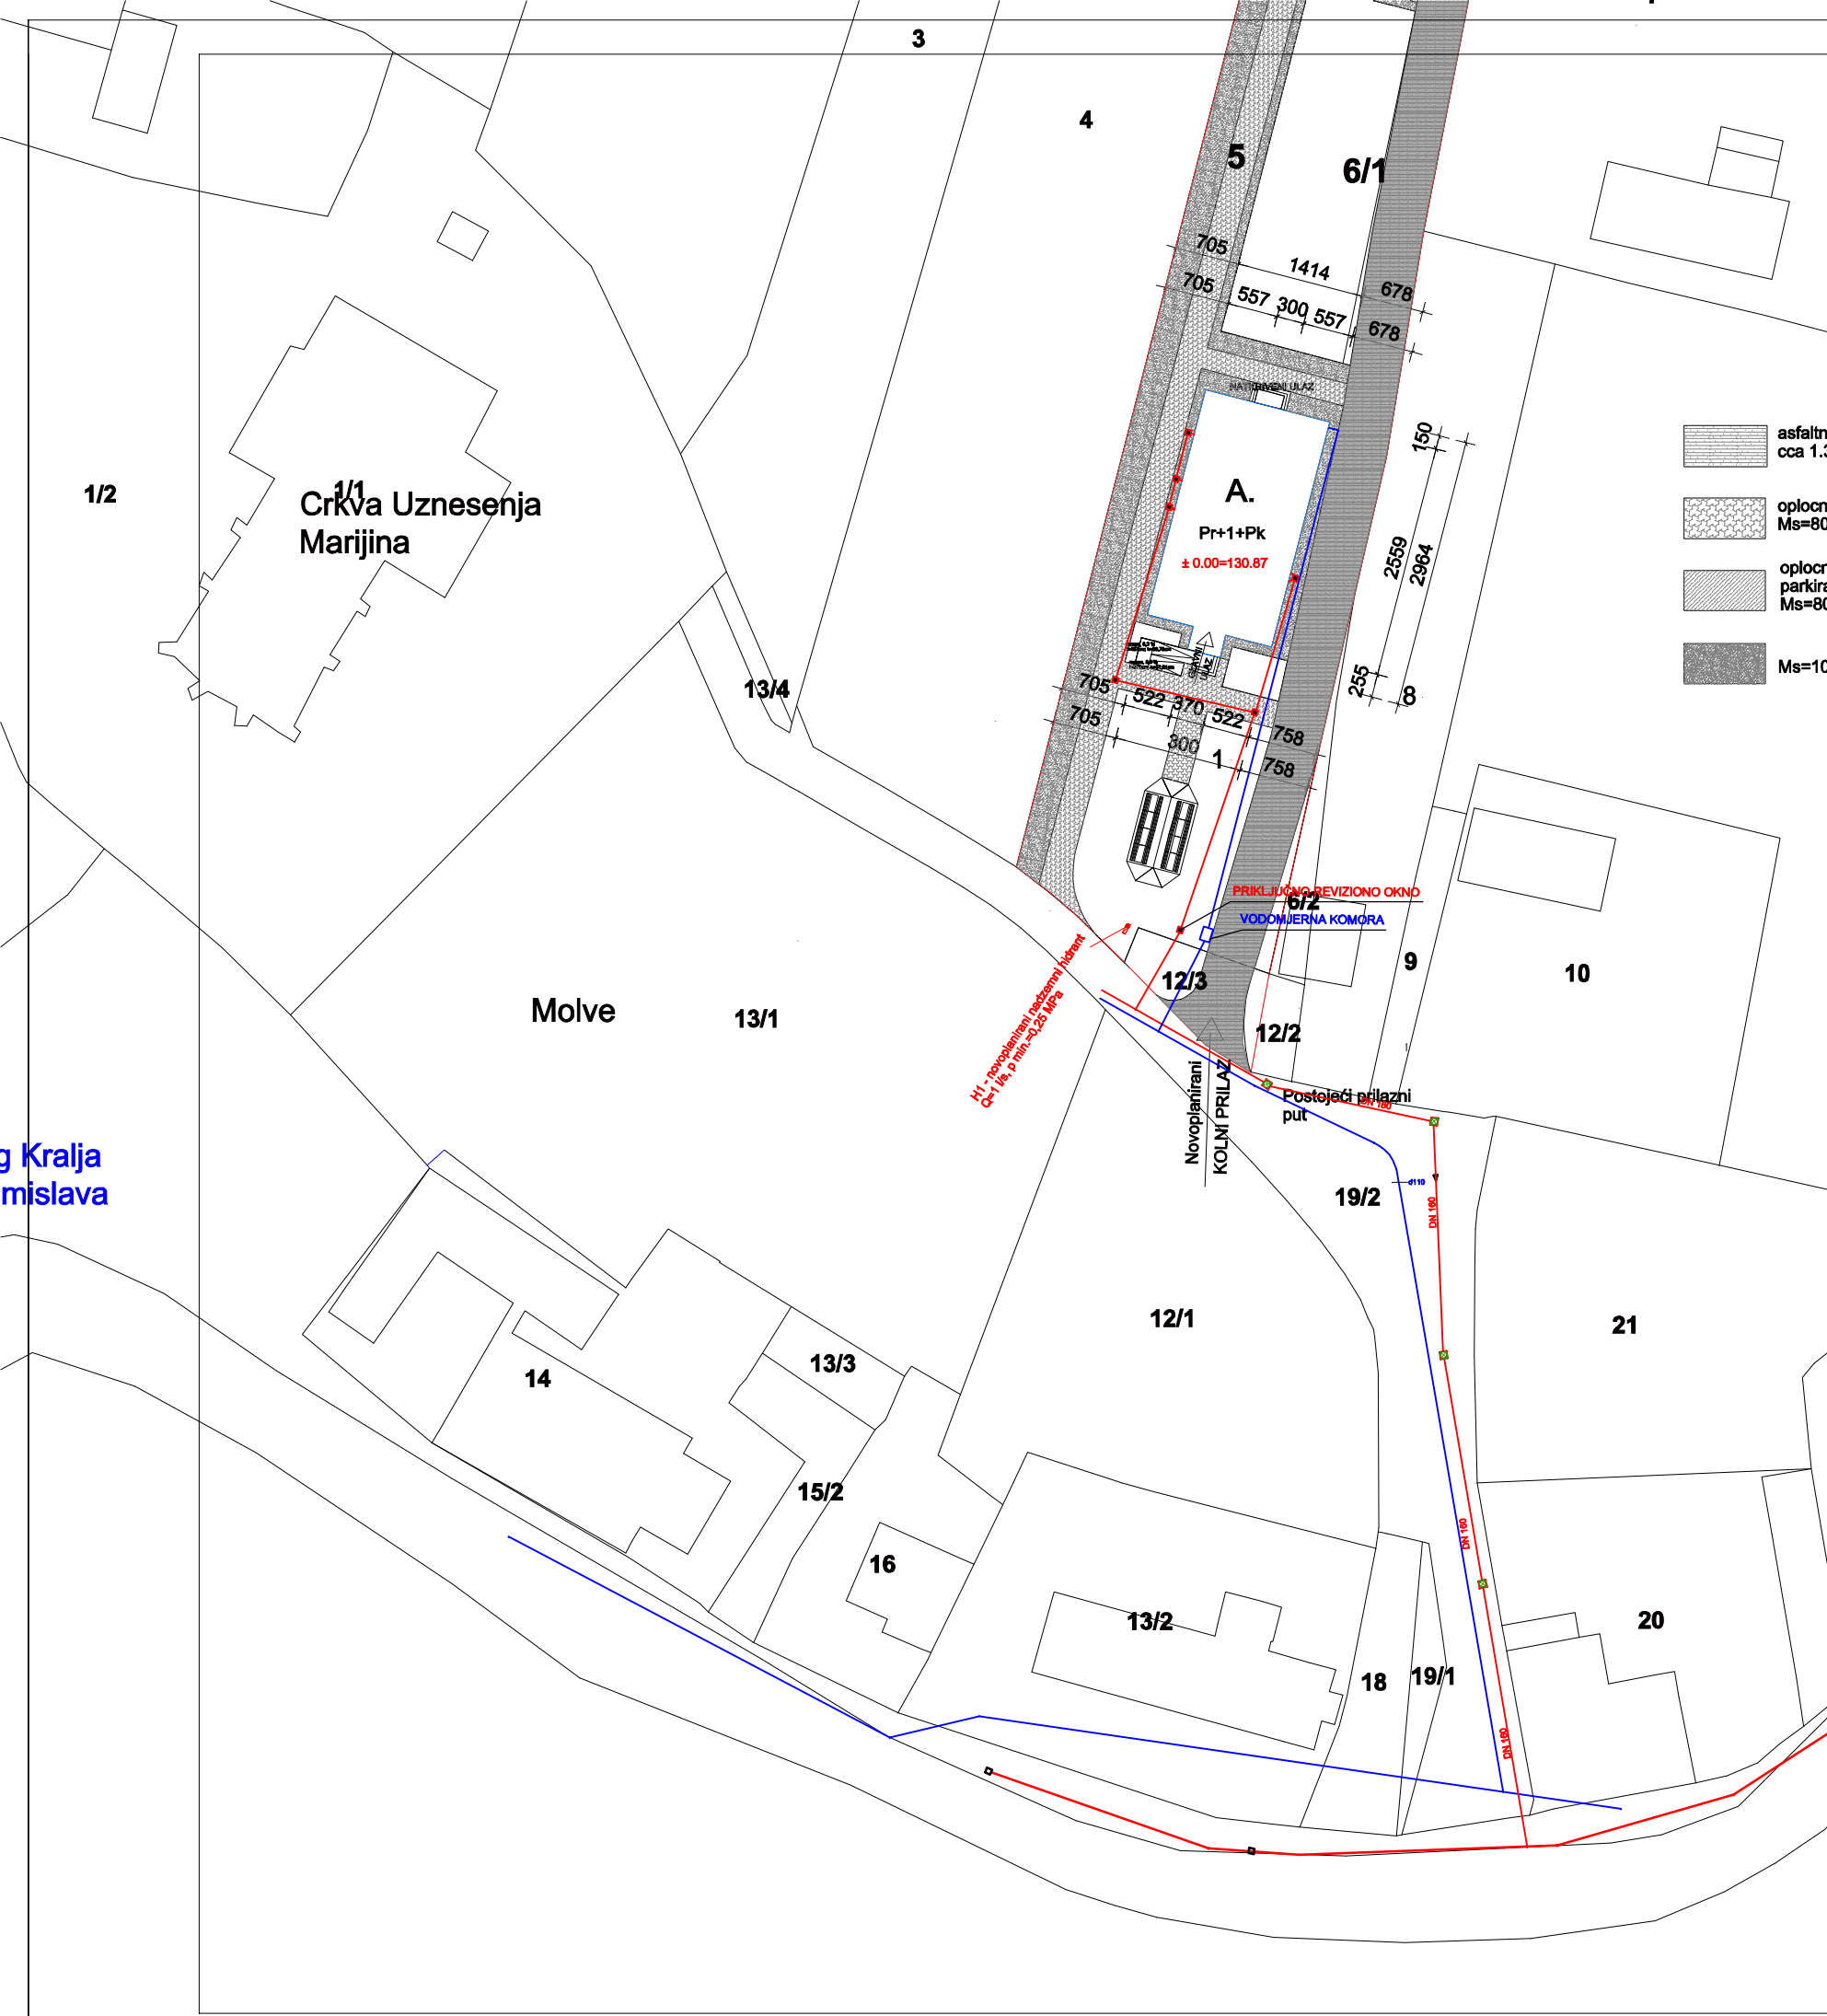 3
4
5
6/1
705
1414
678
705
557
300
557
678
150
asfaltn
cca 1.3
1/2
1/1
Crkva Uznesenja
Marijina
A.
Pr+1+Pk
± 0.00=130.87
oplocn
Ms=80
2559
2964
oplocn
parkira
Ms=80
GLAVNI
ULAZ
Ms=10
13/4
705
522
370
522
758
255
8
705
300
1
758
PRIKLJUČNO REVIZIONO OKNO
6/2
VODOMJERNA KOMORA
9
10
12/3
H1 - novoplanirani nadzemni hidrant
Q=1 l/s, p min.=0,25 MPa
Molve
13/1
12/2
Novoplanirani
KOLNI PRILAZ
Postojeći prilazni
put
DN 160
g Kralja
mislava
19/2
d110
DN 160
12/1
21
13/3
14
15/2
DN 160
16
13/2
20
18
19/1
DN 160